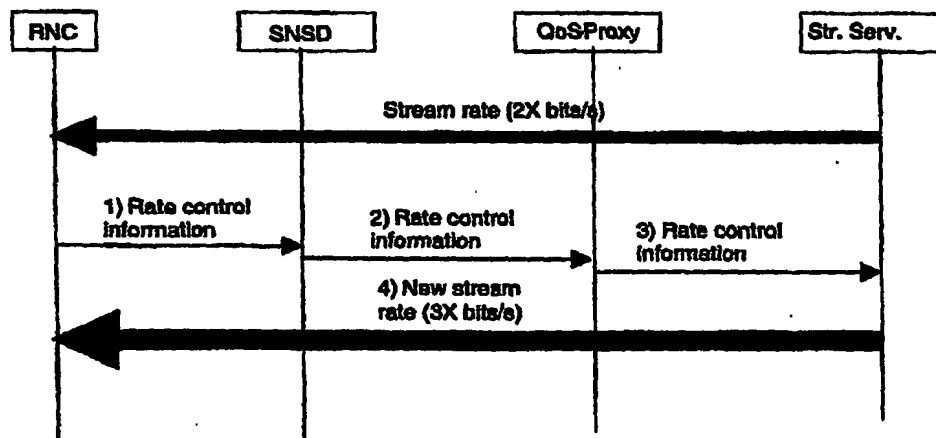 RNC
SNSD
QoSProxy
Str. Serv.
Stream rate (2X bits/s)
1) Rate control
information
2) Rate control
information
3) Rate control
information
4) New stream
rate (3X bits/s)